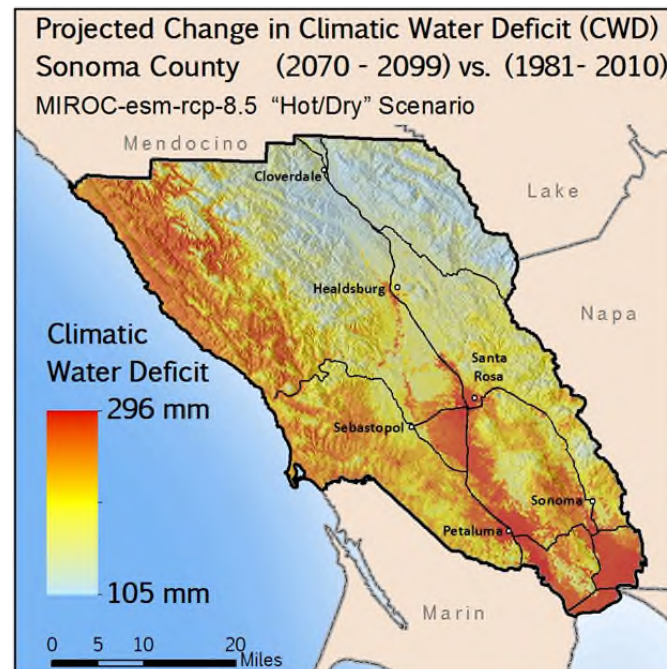 Projected Change in Climatic Water Deficit (CWD)
Sonoma County (2070 - 2099) vs. (1981- 2010)
MIROC-esm-rcp-8.5 "Hot/Dry" Scenario
Mendocino
Cloverdale
Lake
Healdsburg
Napa
Climatic
Water Deficit
Santa
Rosa
296 mm
Sebastopol
Sonoma
Petaluma
105 mm
Marin
0 5 10 20
Miles